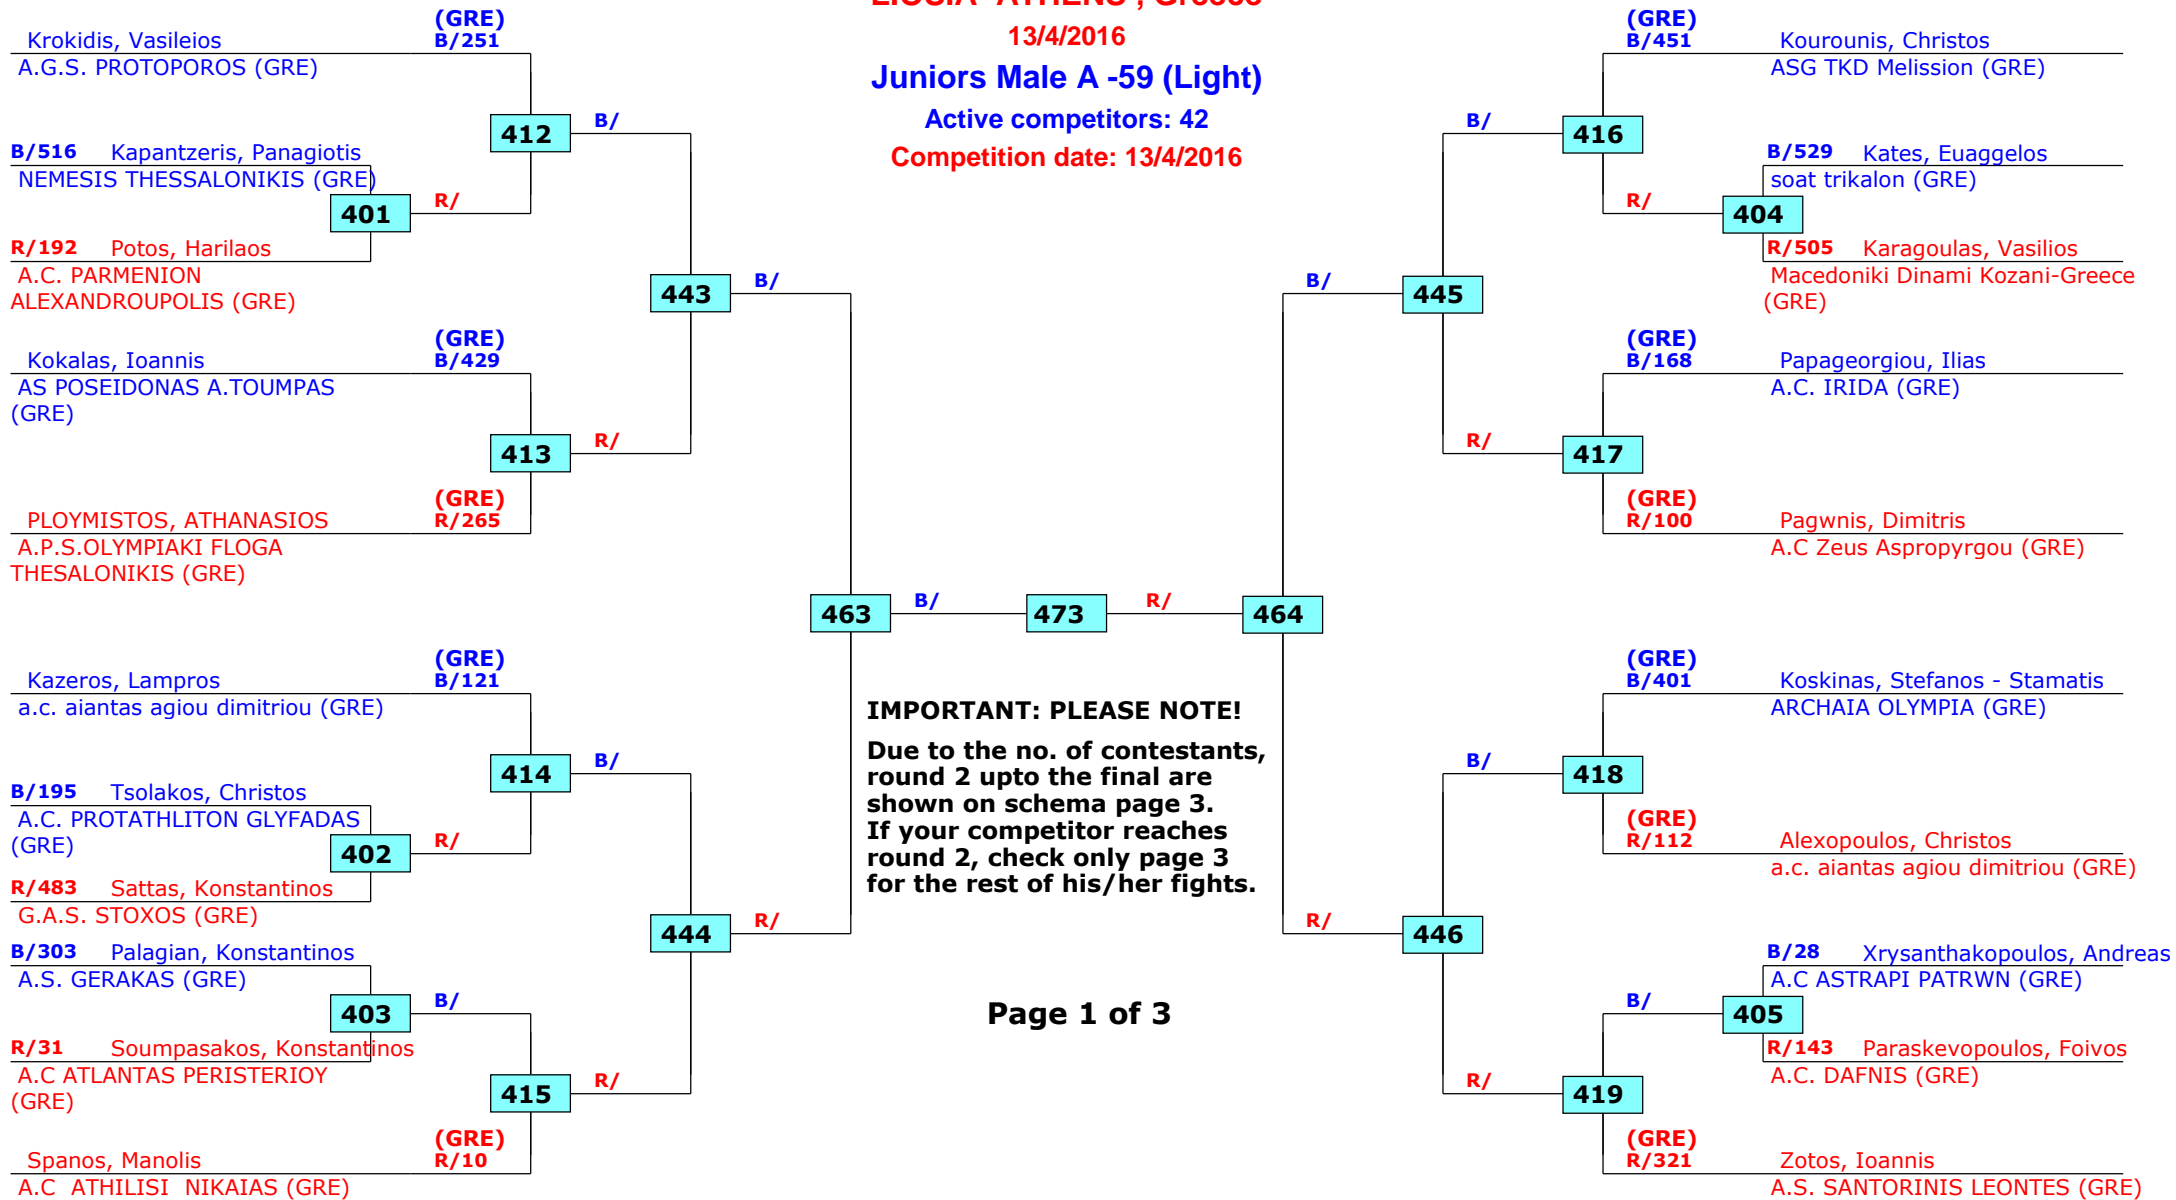 LIOSIA ATHENS , Greece
13/4/2016
Juniors Male A -59 (Light)
Active competitors: 42
Competition date: 13/4/2016
(GRE)
Krokidis, Vasileios B/251
A.G.S. PROTOPOROS (GRE)
412 B/
B/516 Kapantzeris, Panagiotis
NEMESIS THESSALONIKIS (GRE)
401 R/
R/192 Potos, Harilaos
A.C. PARMENION
ALEXANDROUPOLIS (GRE)
443 B/
(GRE)
Kokalas, Ioannis B/429
AS POSEIDONAS A.TOUMPAS
(GRE)
413 R/
(GRE)
PLOYMISTOS, ATHANASIOS R/265
A.P.S.OLYMPIAKI FLOGA
THESALONIKIS (GRE)
463 B/ 473 R/ 464
(GRE)
Kazeros, Lampros B/121
a.c. aiantas agiou dimitriou (GRE)
414 B/
B/195 Tsolakos, Christos
A.C. PROTATHLITON GLYFADAS
(GRE)
402 R/
R/483 Sattas, Konstantinos
G.A.S. STOXOS (GRE)
444 R/
B/303 Palagian, Konstantinos
A.S. GERAKAS (GRE)
403 B/
R/31 Soumpasakos, Konstantinos
A.C ATLANTAS PERISTERIOY
(GRE)
415 R/
(GRE)
Spanos, Manolis R/10
A.C ATHILISI NIKAIAS (GRE)
IMPORTANT: PLEASE NOTE!
Due to the no. of contestants,
round 2 upto the final are
shown on schema page 3.
If your competitor reaches
round 2, check only page 3
for the rest of his/her fights.
Page 1 of 3
(GRE)
B/451 Kourounis, Christos
ASG TKD Melission (GRE)
B/ 416
B/529 Kates, Euaggelos
soat trikalon (GRE)
R/ 404
R/505 Karagoulas, Vasilios
Macedoniki Dinami Kozani-Greece
(GRE)
B/ 445
(GRE)
B/168 Papageorgiou, Ilias
A.C. IRIDA (GRE)
R/ 417
(GRE)
R/100 Pagwnis, Dimitris
A.C Zeus Aspropyrgou (GRE)
(GRE)
B/401 Koskinas, Stefanos - Stamatis
ARCHAIA OLYMPIA (GRE)
B/ 418
(GRE)
R/112 Alexopoulos, Christos
a.c. aiantas agiou dimitriou (GRE)
R/ 446
B/28 Xrysanthakopoulos, Andreas
A.C ASTRAPI PATRWN (GRE)
B/ 405
R/143 Paraskevopoulos, Foivos
A.C. DAFNIS (GRE)
R/ 419
(GRE)
R/321 Zotos, Ioannis
A.S. SANTORINIS LEONTES (GRE)